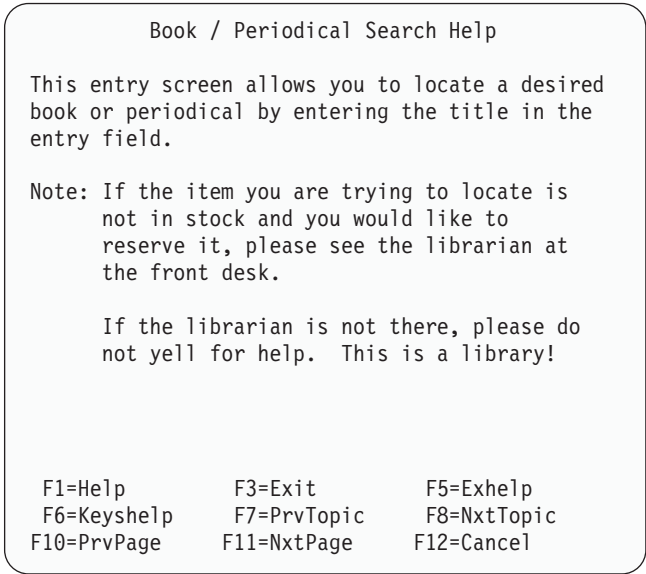 Book / Periodical Search Help
This entry screen allows you to locate a desired
book or periodical by entering the title in the
entry field.
Note: If the item you are trying to locate is
not in stock and you would like to
reserve it, please see the librarian at
the front desk.
If the librarian is not there, please do
not yell for help.  This is a library!
F1=Help F3=Exit F5=Exhelp
F6=Keyshelp F7=PrvTopic F8=NxtTopic
F10=PrvPage F11=NxtPage F12=Cancel